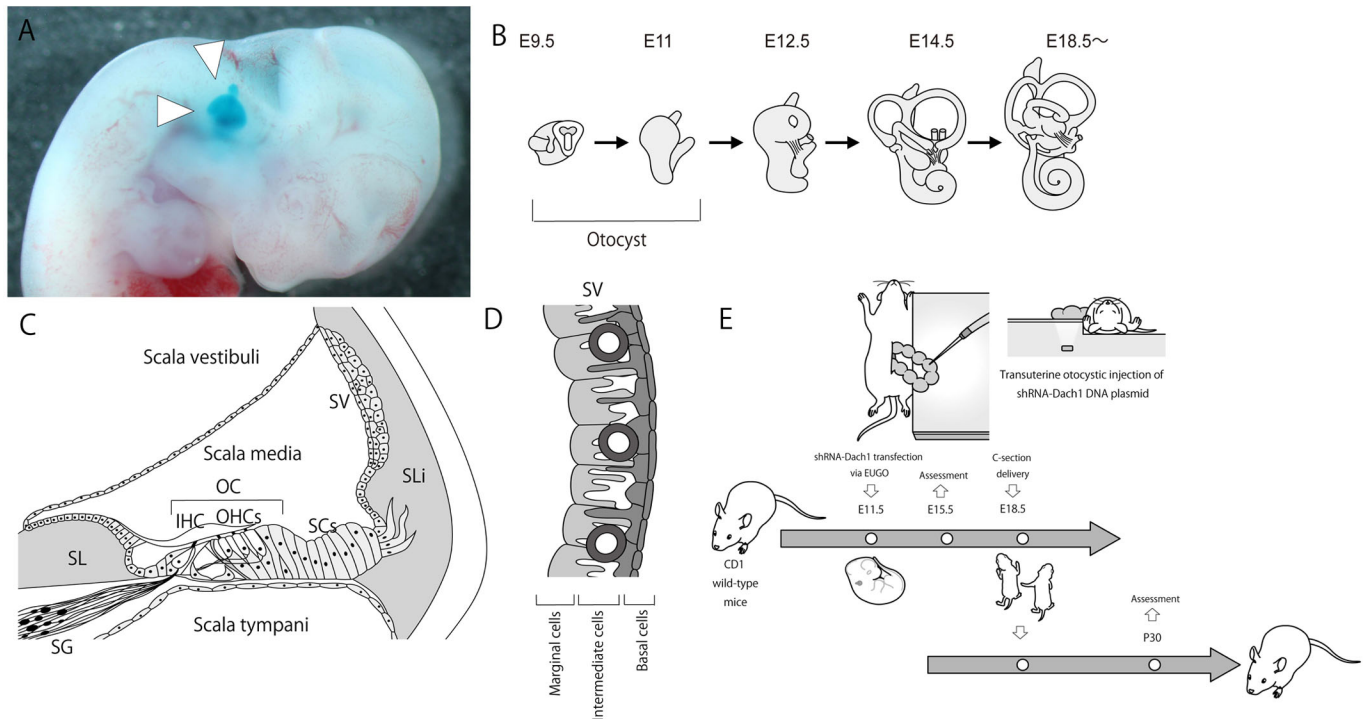 A
B
E9.5
E11
E12.5
E14.5
E18.5～
Otocyst
C
Scala vestibuli
SV
Scala media
SLi
OC
IHC
OHCs
SCs
SL
Scala tympani
SG
D
SV
Marginal cells
Intermediate cells
Basal cells
E
Transuterine otocystic injection of
shRNA-Dach1 DNA plasmid
shRNA-Dach1 transfection
via EUGO
Assessment
C-section
delivery
E11.5
E15.5
E18.5
CD1
wild-type
mice
Assessment
P30